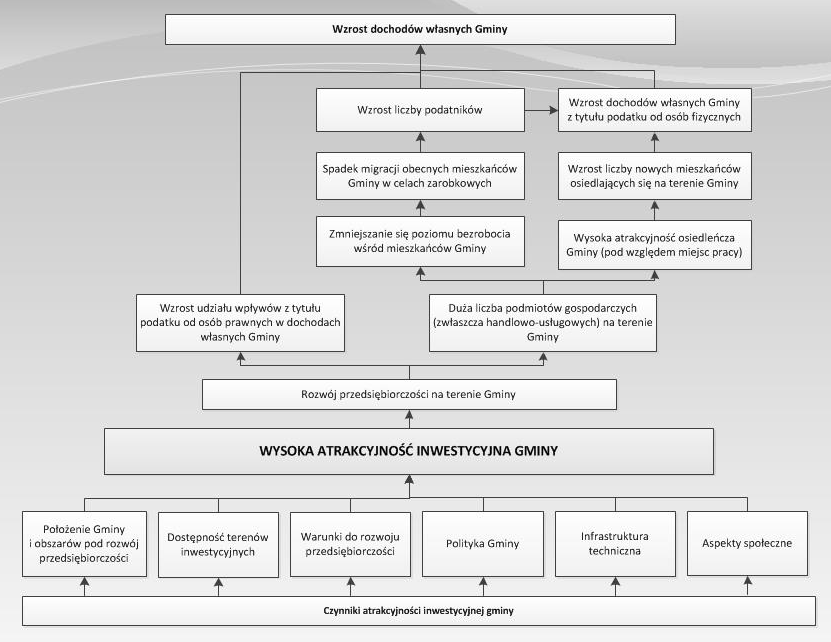 Wzrost dochodów własnych Gminy
Wzrost liczby podatników
Wzrost dochodów własnych Gminy
z tytułu podatku od osób fizycznych
Spadek migracji obecnych mieszkańców
Gminy w celach zarobkowych
Wzrost liczby nowych mieszkańców
osiedlających się na terenie Gminy
Zmniejszanie się poziomu bezrobocia
wśród mieszkańców Gminy
Wysoka atrakcyjność osiedleńcza
Gminy (pod względem miejsc pracy)
Wzrost udziału wpływów z tytułu
podatku od osób prawnych w dochodach
własnych Gminy
Duża liczba podmiotów gospodarczych
(zwłaszcza handlowo-usługowych) na terenie
Gminy
Rozwój przedsiębiorczości na terenie Gminy
WYSOKA ATRAKCYJNOŚĆ INWESTYCYJNA GMINY
Położenie Gminy
i obszarów pod rozwój
przedsiębiorczości
Dostępność terenów
inwestycyjnych
Warunki do rozwoju
przedsiębiorczości
Polityka Gminy
Infrastruktura
techniczna
Aspekty społeczne
Czynniki atrakcyjności inwestycyjnej gminy